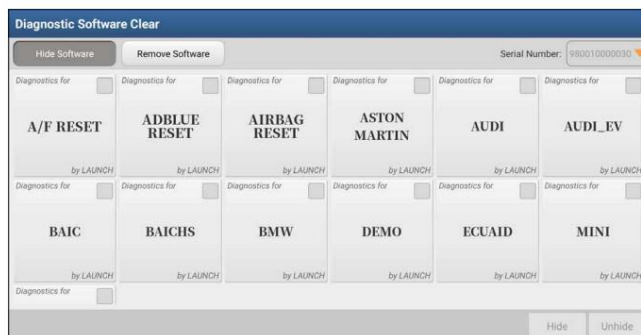 Diagnostic Software Clear
Hide Software
Remove Software
Serial Number:
980010000030
Diagnostics for
Diagnostics for
Diagnostics for
Diagnostics for
Diagnostics for
Diagnostics for
A/F RESET
ADBLUE
RESET
AIRBAG
RESET
ASTON
MARTIN
AUDI
AUDI_EV
by LAUNCH
by LAUNCH
by LAUNCH
by LAUNCH
by LAUNCH
by LAUNCH
Diagnostics for
Diagnostics for
Diagnostics for
Diagnostics for
Diagnostics for
Diagnostics for
BAIC
BAICHS
BMW
DEMO
ECUAID
MINI
by LAUNCH
by LAUNCH
by LAUNCH
by LAUNCH
by LAUNCH
by LAUNCH
Diagnostics for
Hide
Unhide